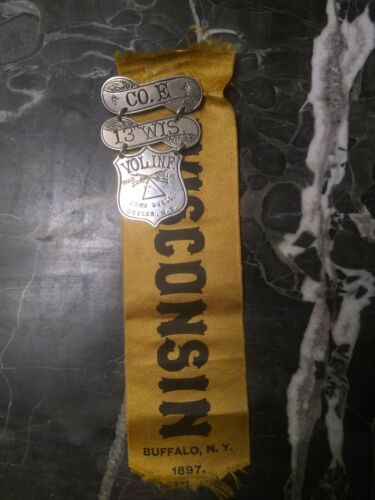 CO. E
13" WIS.
VOL. INF.
WISCONSIN
BUFFALO, N. Y.
1897.